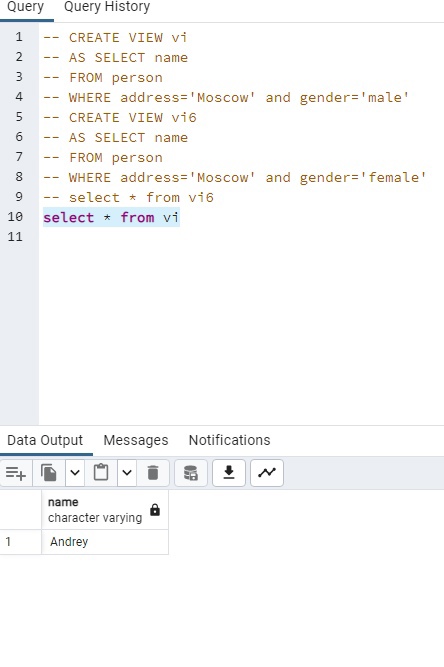 Query Query History
1 -- CREATE VIEW vi
2 -- AS SELECT name
3 -- FROM person
4 -- WHERE address='Moscow' and gender='male'
5 -- CREATE VIEW vi6
6 -- AS SELECT name
7 -- FROM person
8 -- WHERE address='Moscow' and gender='female'
9 -- select * from vi6
10 select * from vi
11
Data Output Messages Notifications
name
character varying
1 Andrey